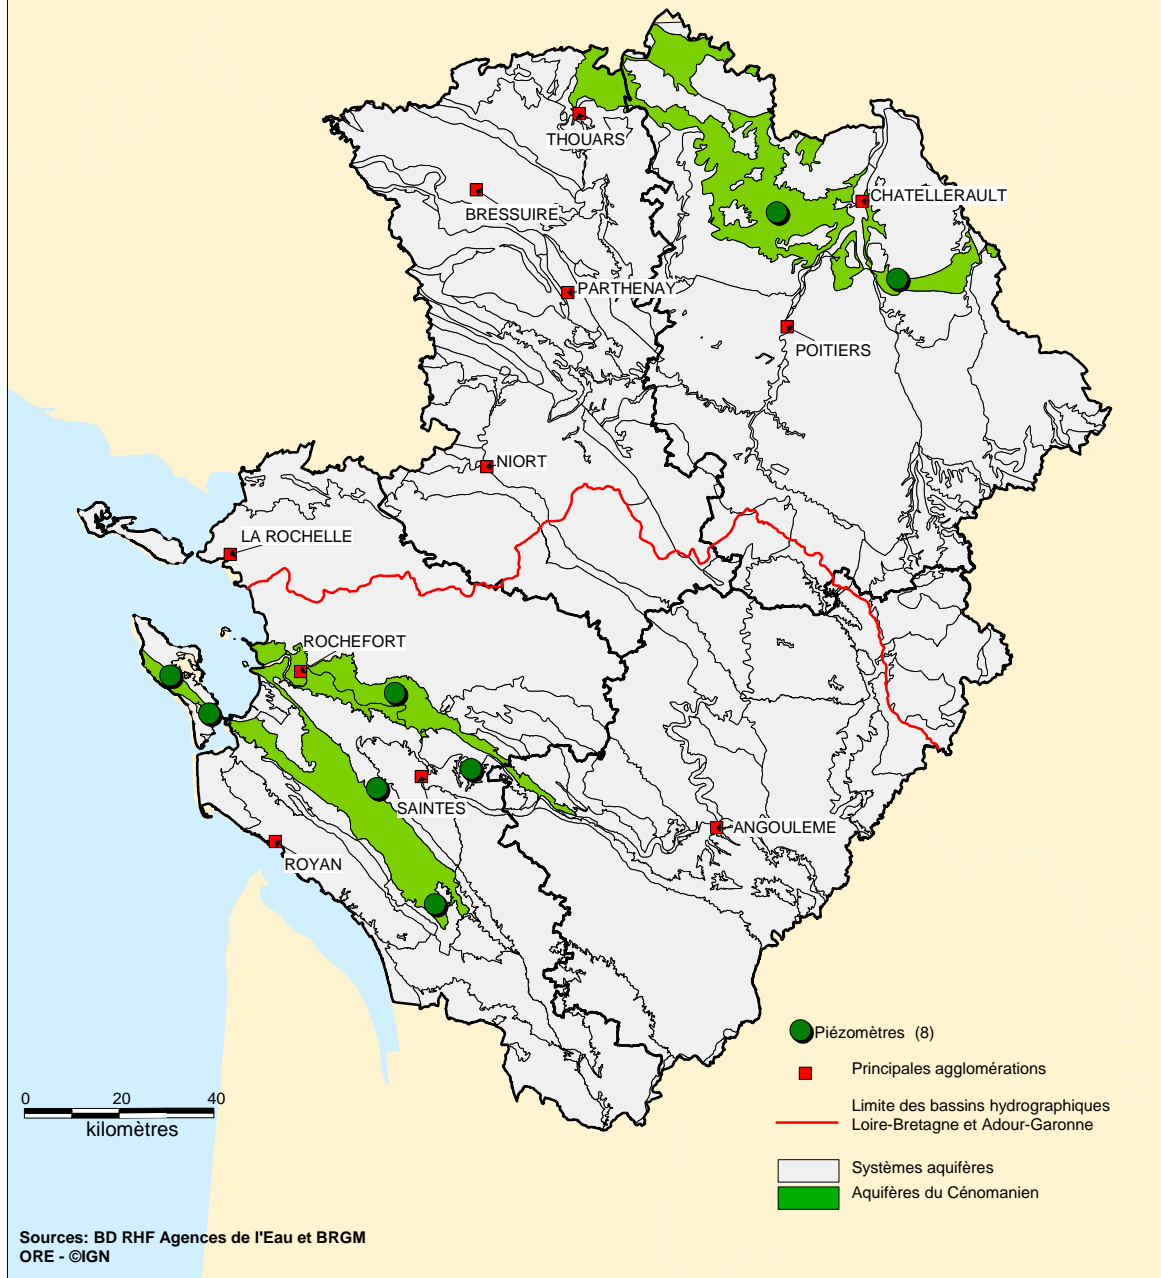 THOUARS
BRESSUIRE
CHATELLERAULT
PARTHENAY
POITIERS
NIORT
LA ROCHELLE
ROCHEFORT
SAINTES
ANGOULEME
ROYAN
Piézomètres (8)
Principales agglomérations
Limite des bassins hydrographiques
Loire-Bretagne et Adour-Garonne
Systèmes aquifères
Aquifères du Cénomanien
0 20 40
kilomètres
Sources: BD RHF Agences de l'Eau et BRGM
ORE - ©IGN